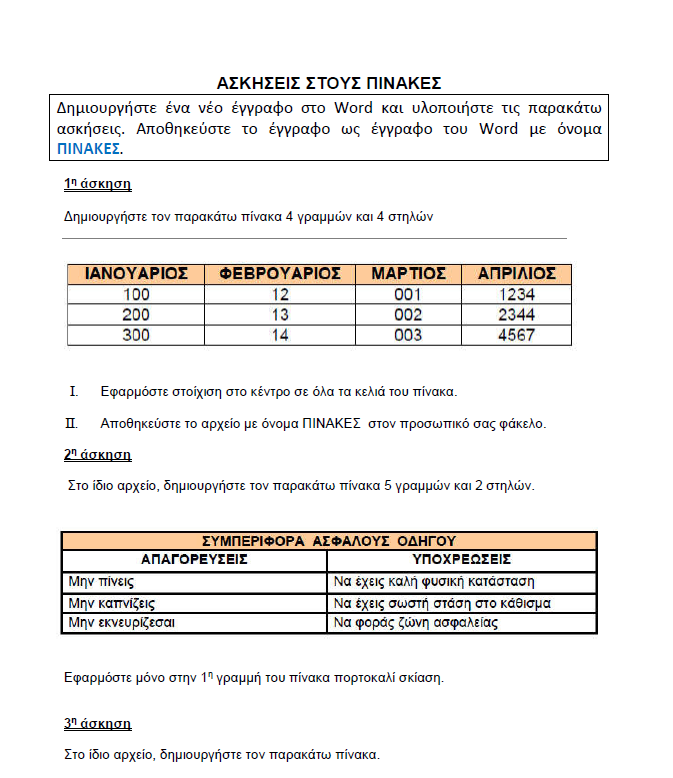 ΑΣΚΗΣΕΙΣ ΣΤΟΥΣ ΠΙΝΑΚΕΣ
Δημιουργήστε ένα νέο έγγραφο στο Word και υλοποιήστε τις παρακάτω
ασκήσεις. Αποθηκεύστε το έγγραφο ως έγγραφο του Word με όνομα
ΠΙΝΑΚΕΣ.
1η άσκηση
Δημιουργήστε τον παρακάτω πίνακα 4 γραμμών και 4 στηλών
ΙΑΝΟΥΑΡΙΟΣ ΦΕΒΡΟΥΑΡΙΟΣ ΜΑΡΤΙΟΣ ΑΠΡΙΛΙΟΣ
100 12 001 1234
200 13 002 2344
300 14 003 4567
I. Εφαρμόστε στοίχιση στο κέντρο σε όλα τα κελιά του πίνακα.
II. Αποθηκεύστε το αρχείο με όνομα ΠΙΝΑΚΕΣ στον προσωπικό σας φάκελο.
2η άσκηση
Στο ίδιο αρχείο, δημιουργήστε τον παρακάτω πίνακα 5 γραμμών και 2 στηλών.
ΣΥΜΠΕΡΙΦΟΡΑ ΑΣΦΑΛΟΥΣ ΟΔΗΓΟΥ
ΑΠΑΓΟΡΕΥΣΕΙΣ ΥΠΟΧΡΕΩΣΕΙΣ
Μην πίνεις Να έχεις καλή φυσική κατάσταση
Μην καπνίζεις Να έχεις σωστή στάση στο κάθισμα
Μην εκνευρίζεσαι Να φοράς ζώνη ασφαλείας
Εφαρμόστε μόνο στην 1η γραμμή του πίνακα πορτοκαλί σκίαση.
3η άσκηση
Στο ίδιο αρχείο, δημιουργήστε τον παρακάτω πίνακα.